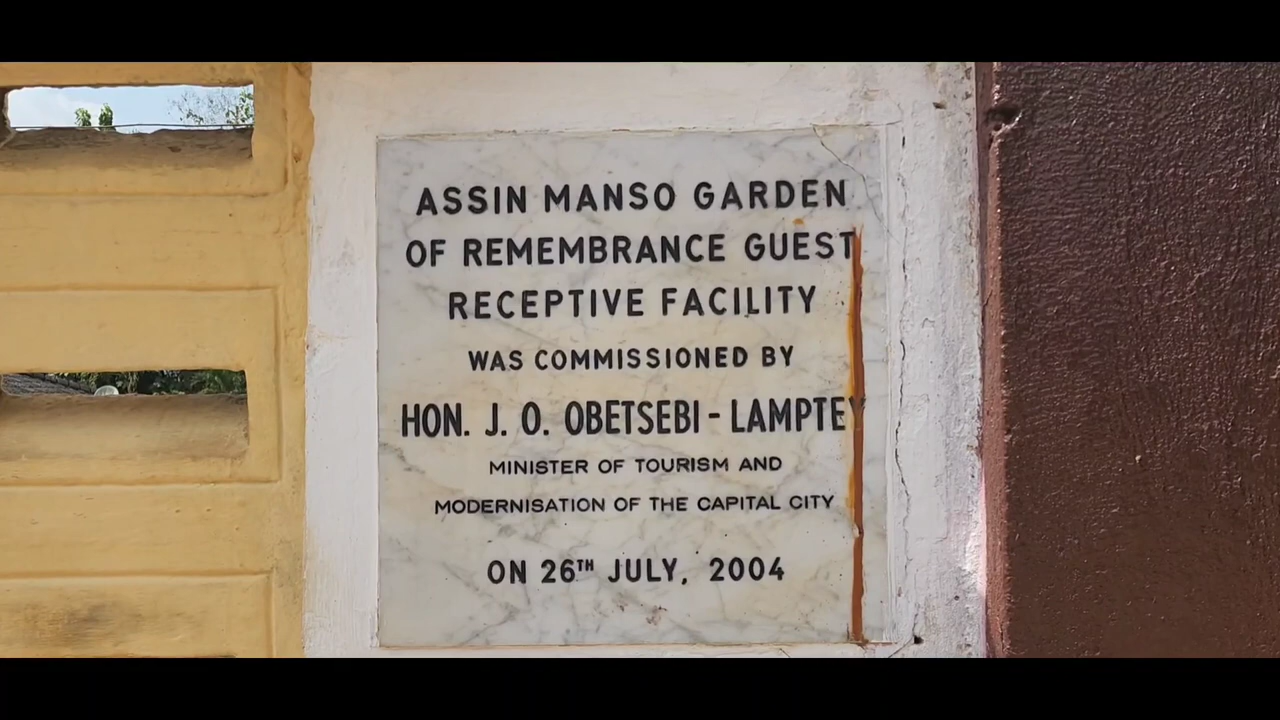 ASSIN MANSO GARDEN
OF REMEMBRANCE GUEST
RECEPTIVE FACILITY
WAS COMMISSIONED BY
HON. J. O. OBETSEBI - LAMPTEY
MINISTER OF TOURISM AND
MODERNISATION OF THE CAPITAL CITY
ON 26TH JULY, 2004